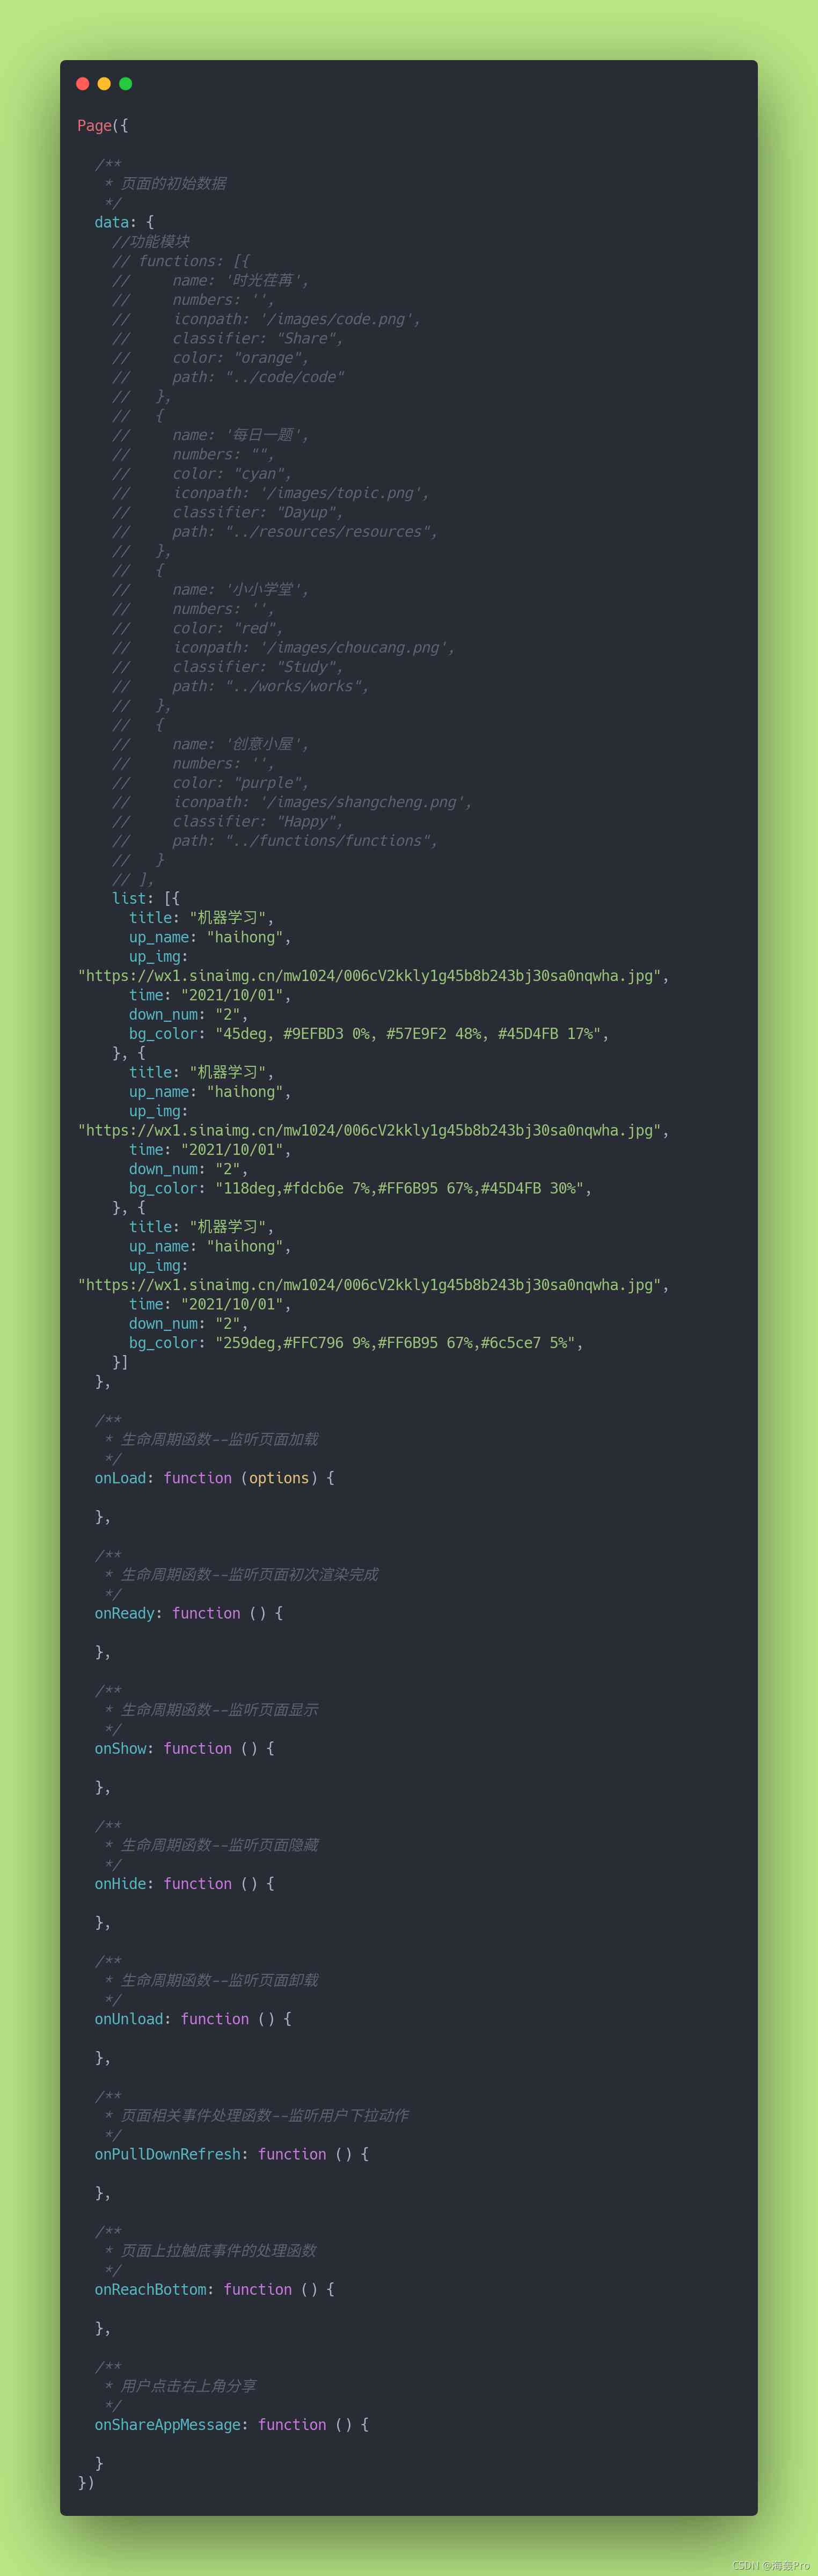 Page({
/**
* 页面的初始数据
*/
data: {
//功能模块
// functions: [{
// name: '时光荏苒',
// numbers: '',
// iconpath: '/images/code.png',
// classifier: "Share",
// color: "orange",
// path: "../code/code"
// },
// {
// name: '每日一题',
// numbers: "",
// color: "cyan",
// iconpath: '/images/topic.png',
// classifier: "Dayup",
// path: "../resources/resources",
// },
// {
// name: '小小学堂',
// numbers: '',
// color: "red",
// iconpath: '/images/choucang.png',
// classifier: "Study",
// path: "../works/works",
// },
// {
// name: '创意小屋',
// numbers: '',
// color: "purple",
// iconpath: '/images/shangcheng.png',
// classifier: "Happy",
// path: "../functions/functions",
// }
// ],
list: [{
title: "机器学习",
up_name: "haihong",
up_img:
"https://wx1.sinaimg.cn/mw1024/006cV2kkly1g45b8b243bj30sa0nqwha.jpg",
time: "2021/10/01",
down_num: "2",
bg_color: "45deg, #9EFBD3 0%, #57E9F2 48%, #45D4FB 17%",
}, {
title: "机器学习",
up_name: "haihong",
up_img:
"https://wx1.sinaimg.cn/mw1024/006cV2kkly1g45b8b243bj30sa0nqwha.jpg",
time: "2021/10/01",
down_num: "2",
bg_color: "118deg,#fdcb6e 7%,#FF6B95 67%,#45D4FB 30%",
}, {
title: "机器学习",
up_name: "haihong",
up_img:
"https://wx1.sinaimg.cn/mw1024/006cV2kkly1g45b8b243bj30sa0nqwha.jpg",
time: "2021/10/01",
down_num: "2",
bg_color: "259deg,#FFC796 9%,#FF6B95 67%,#6c5ce7 5%",
}]
},
/**
* 生命周期函数--监听页面加载
*/
onLoad: function (options) {
},
/**
* 生命周期函数--监听页面初次渲染完成
*/
onReady: function () {
},
/**
* 生命周期函数--监听页面显示
*/
onShow: function () {
},
/**
* 生命周期函数--监听页面隐藏
*/
onHide: function () {
},
/**
* 生命周期函数--监听页面卸载
*/
onUnload: function () {
},
/**
* 页面相关事件处理函数--监听用户下拉动作
*/
onPullDownRefresh: function () {
},
/**
* 页面上拉触底事件的处理函数
*/
onReachBottom: function () {
},
/**
* 用户点击右上角分享
*/
onShareAppMessage: function () {
}
})
CSDN @海轰Pro